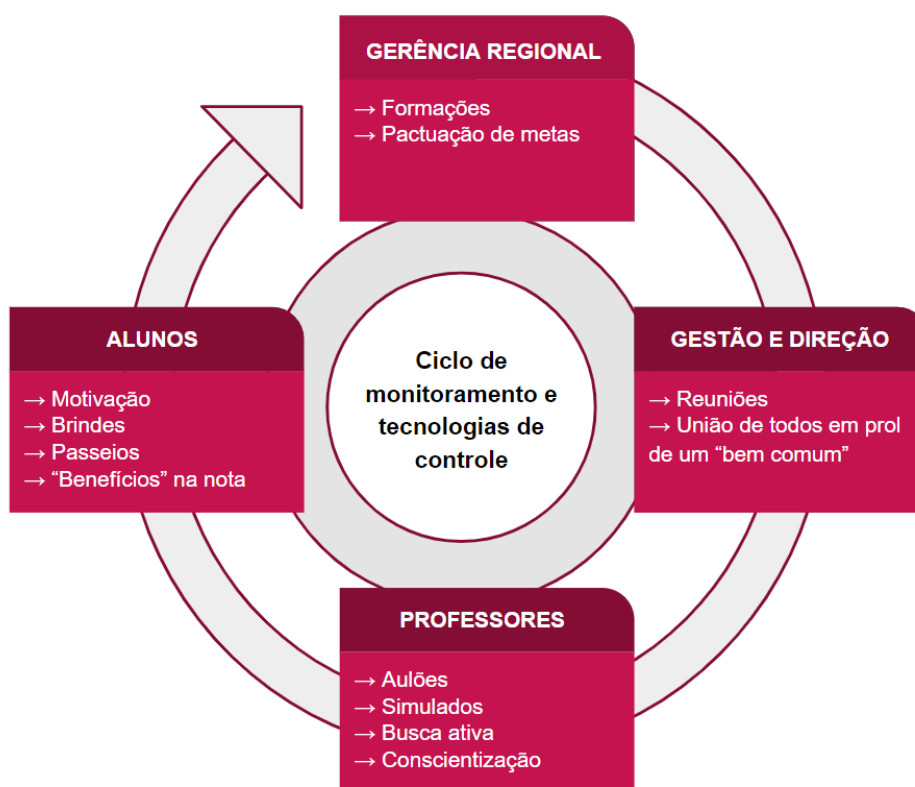 GERÊNCIA REGIONAL
→ Formações
→ Pactuação de metas
ALUNOS
→ Motivação
→ Brindes
→ Passeios
→ “Benefícios” na nota
Ciclo de
monitoramento e
tecnologias de
controle
GESTÃO E DIREÇÃO
→ Reuniões
→ União de todos em prol
de um “bem comum”
PROFESSORES
→ Aulões
→ Simulados
→ Busca ativa
→ Conscientização